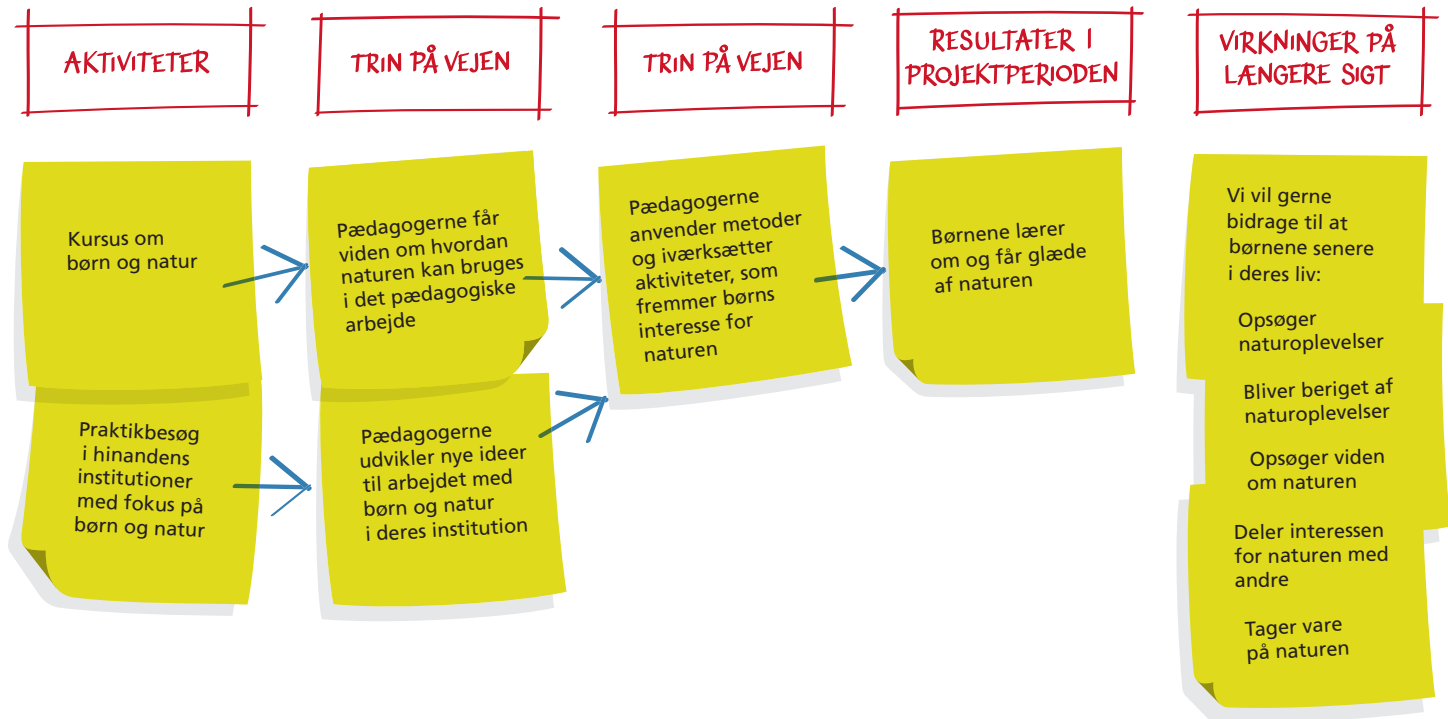 AKTIVITETER
TRIN PÅ VEJEN
TRIN PÅ VEJEN
RESULTATER I
PROJEKTPERIODEN
VIRKNINGER PÅ
LÆNGERE SIGT
Kursus om
børn og natur
Praktikbesøg
i hinandens
institutioner
med fokus på
børn og natur
Pædagogerne får
viden om hvordan
naturen kan bruges
i det pædagogiske
arbejde
Pædagogerne
udvikler nye ideer
til arbejdet med
børn og natur
i deres institution
Pædagogerne
anvender metoder
og iværksætter
aktiviteter, som
fremmer børns
interesse for
naturen
Børnene lærer
om og får glæde
af naturen
Vi vil gerne
bidrage til at
børnene senere
i deres liv:
Opsøger
naturoplevelser
Bliver beriget af
naturoplevelser
Opsøger viden
om naturen
Deler interessen
for naturen med
andre
Tager vare
på naturen